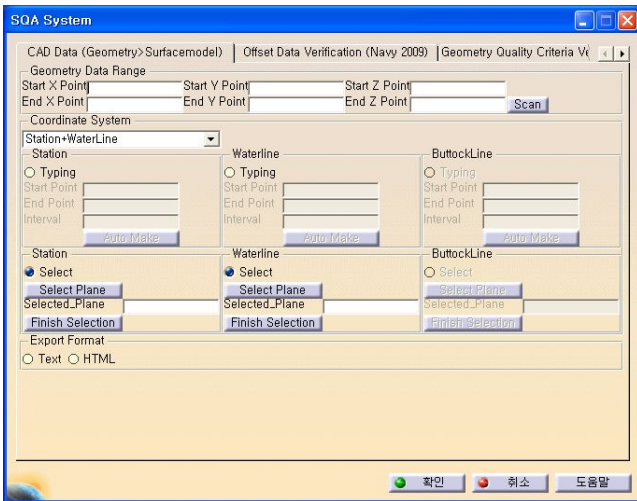 SQA System
CAD Data (Geometry>Surfacemodel) Offset Data Verification (Navy 2009) Geometry Quality Criteria
Geometry Data Range
Start X Point Start Y Point Start Z Point
End X Point End Y Point End Z Point Scan
Coordinate System
Station+WaterLine
Station Waterline ButtockLine
Typing Typing Typing
Start Point Start Point Start Point
End Point End Point End Point
Interval Interval Interval
Auto Make Auto Make Auto Make
Station Waterline ButtockLine
Select Select Select
Select Plane Select Plane Select Plane
Selected_Plane Selected_Plane Selected_Plane
Finish Selection Finish Selection Finish Selection
Export Format
Text HTML
확인 취소 도움말